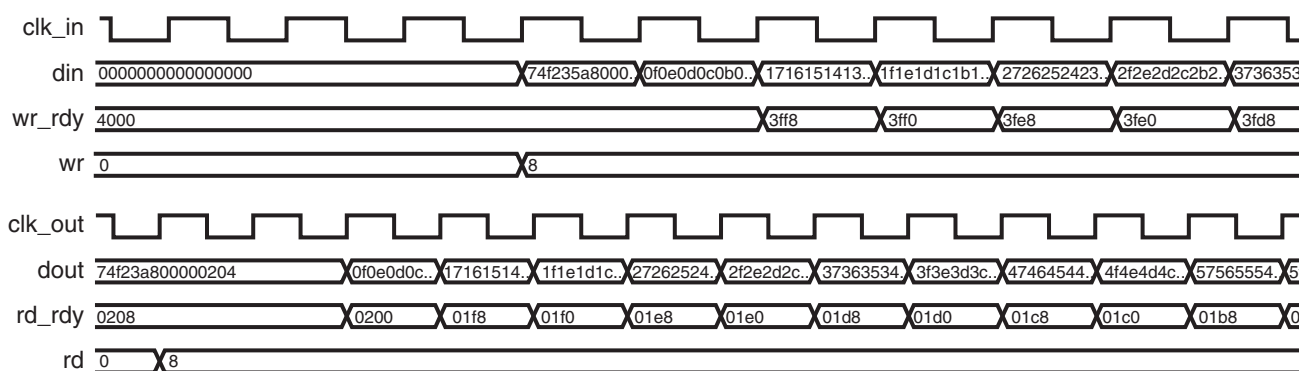 clk_in
din 0000000000000000 74f235a8000.. 0f0e0d0c0b0.. 1716151413.. 1f1e1d1c1b1.. 2726252423.. 2f2e2d2c2b2.. 3736353
wr_rdy 4000 3ff8 3ff0 3fe8 3fe0 3fd8
wr 0 8
clk_out
dout 74f23a800000204 0f0e0d0c.. 17161514.. 1f1e1d1c.. 27262524.. 2f2e2d2c.. 37363534.. 3f3e3d3c.. 47464544.. 4f4e4d4c.. 57565554.. 5
rd_rdy 0208 0200 01f8 01f0 01e8 01e0 01d8 01d0 01c8 01c0 01b8 0
rd 0 8